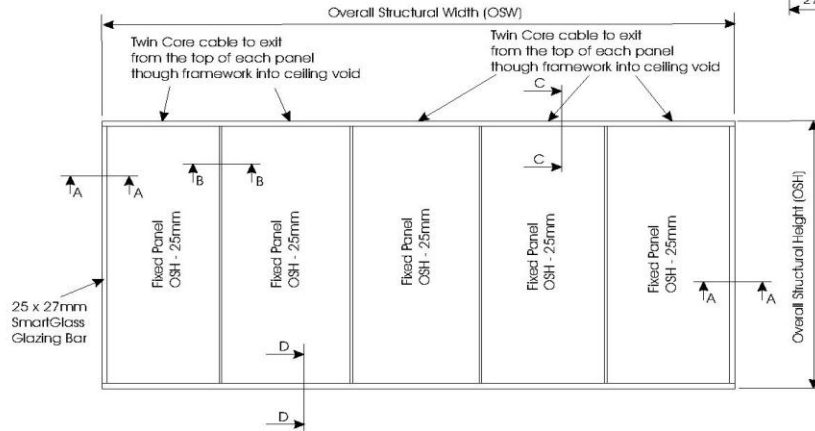 Overall Structural Width (OSW)
Twin Core cable to exit
from the top of each panel
though framework into ceiling void
Twin Core cable to exit
from the top of each panel
though framework into ceiling void
C
C
A
A
B
B
Fixed Panel
OSH - 25mm
Fixed Panel
OSH - 25mm
Fixed Panel
OSH - 25mm
Fixed Panel
OSH - 25mm
Fixed Panel
OSH - 25mm
A
A
Overall Structural Height (OSH)
25 x 27mm
SmartGlass
Glazing Bar
D
D